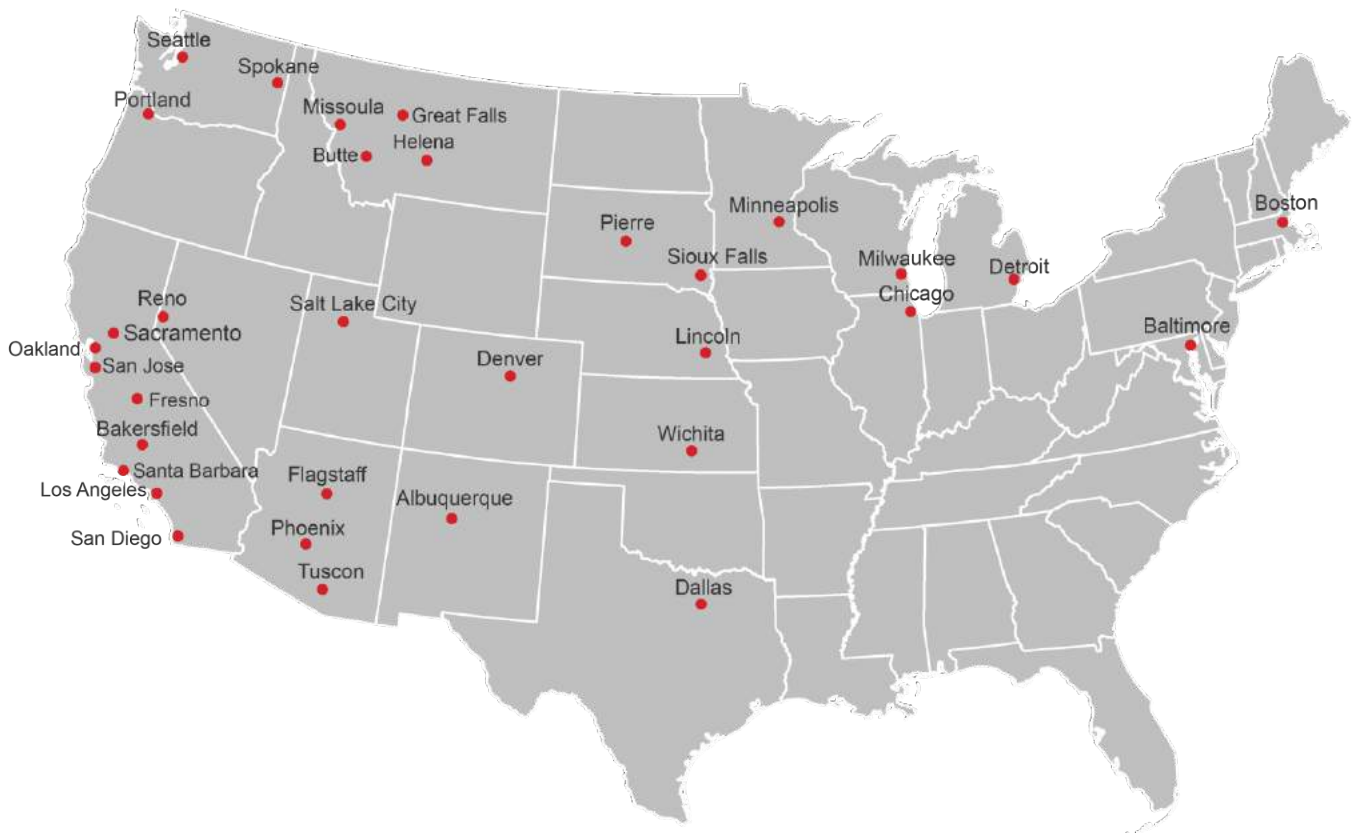 Seattle
Spokane
Portland
Missoula
Great Falls
Helena
Butte
Boston
Minneapolis
Pierre
Sioux Falls
Milwaukee
Detroit
Reno
Salt Lake City
Chicago
Sacramento
Baltimore
Oakland
Lincoln
San Jose
Denver
Fresno
Bakersfield
Wichita
Santa Barbara
Flagstaff
Los Angeles
Albuquerque
Phoenix
San Diego
Tuscon
Dallas